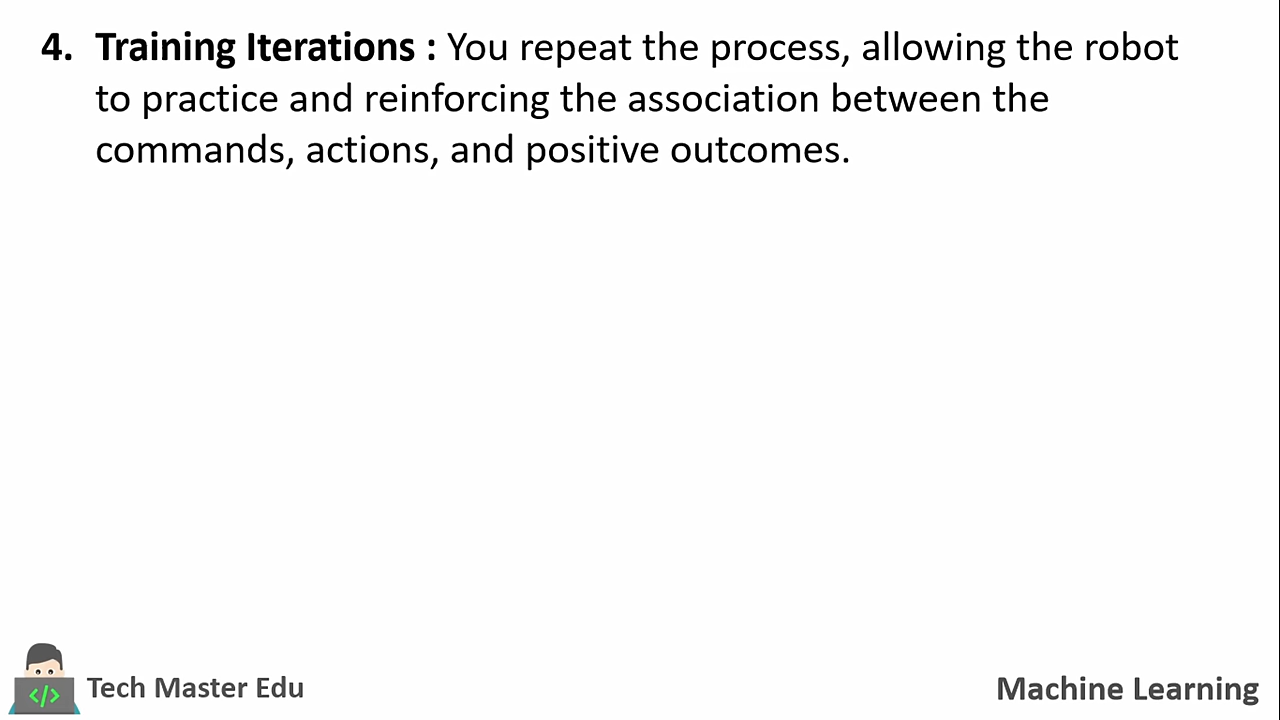 4. Training Iterations : You repeat the process, allowing the robot
to practice and reinforcing the association between the
commands, actions, and positive outcomes.
</>
Tech Master Edu
Machine Learning